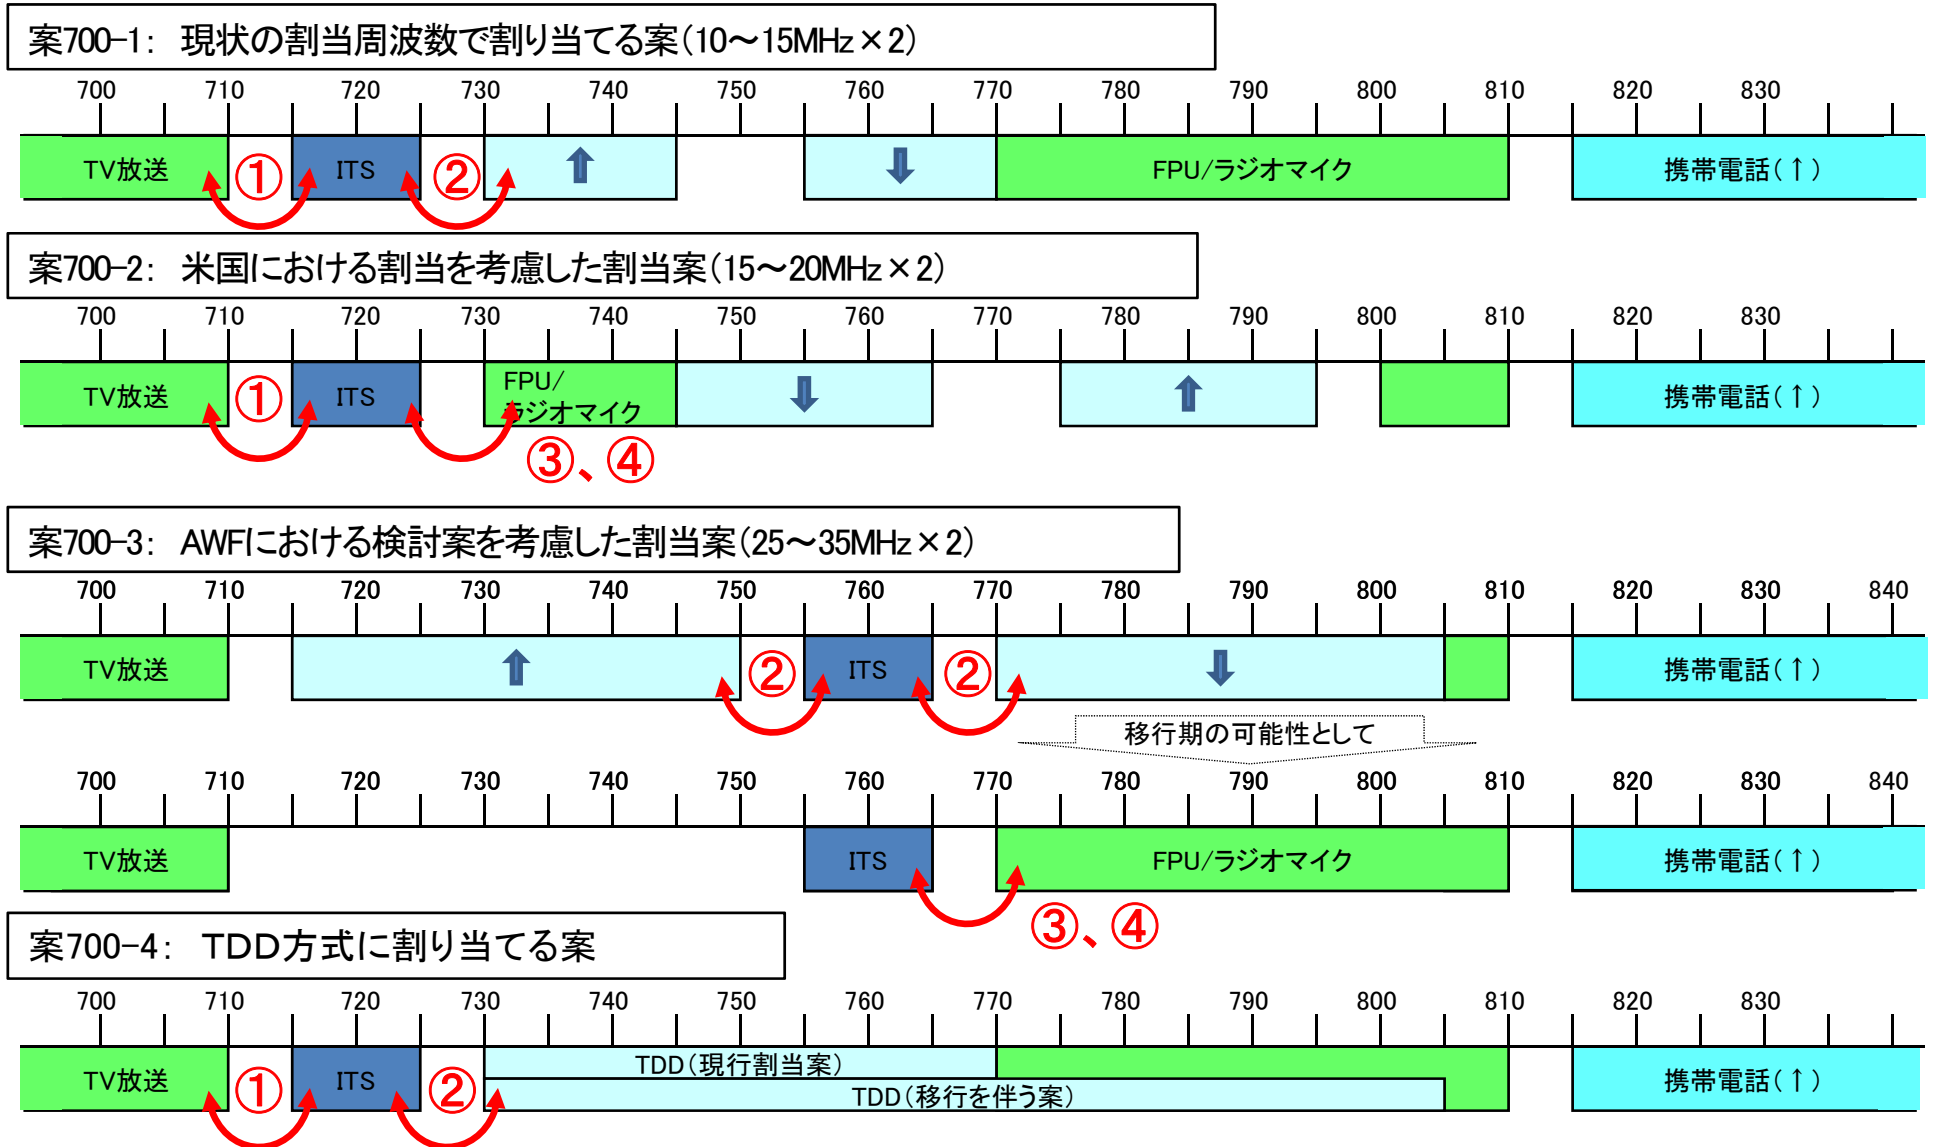 案700-1： 現状の割当周波数で割り当てる案（10～15MHz×2）
700 710 720 730 740 750 760 770 780 790 800 810 820 830
TV放送 ① ITS ② ⬆ ⬇ FPU/ラジオマイク 携帯電話（↑）
案700-2： 米国における割当を考慮した割当案（15～20MHz×2）
700 710 720 730 740 750 760 770 780 790 800 810 820 830
TV放送 ① ITS FPU/ ⬇ ⬆ 携帯電話（↑）
ラジオマイク
③、④
案700-3： AWFにおける検討案を考慮した割当案（25～35MHz×2）
700 710 720 730 740 750 760 770 780 790 800 810 820 830 840
TV放送 ⬆ ② ITS ② ⬇ 携帯電話（↑）
移行期の可能性として
700 710 720 730 740 750 760 770 780 790 800 810 820 830 840
TV放送 ITS FPU/ラジオマイク 携帯電話（↑）
③、④
案700-4： TDD方式に割り当てる案
700 710 720 730 740 750 760 770 780 790 800 810 820 830
TV放送 ① ITS ② TDD（現行割当案） 携帯電話（↑）
TDD（移行を伴う案）